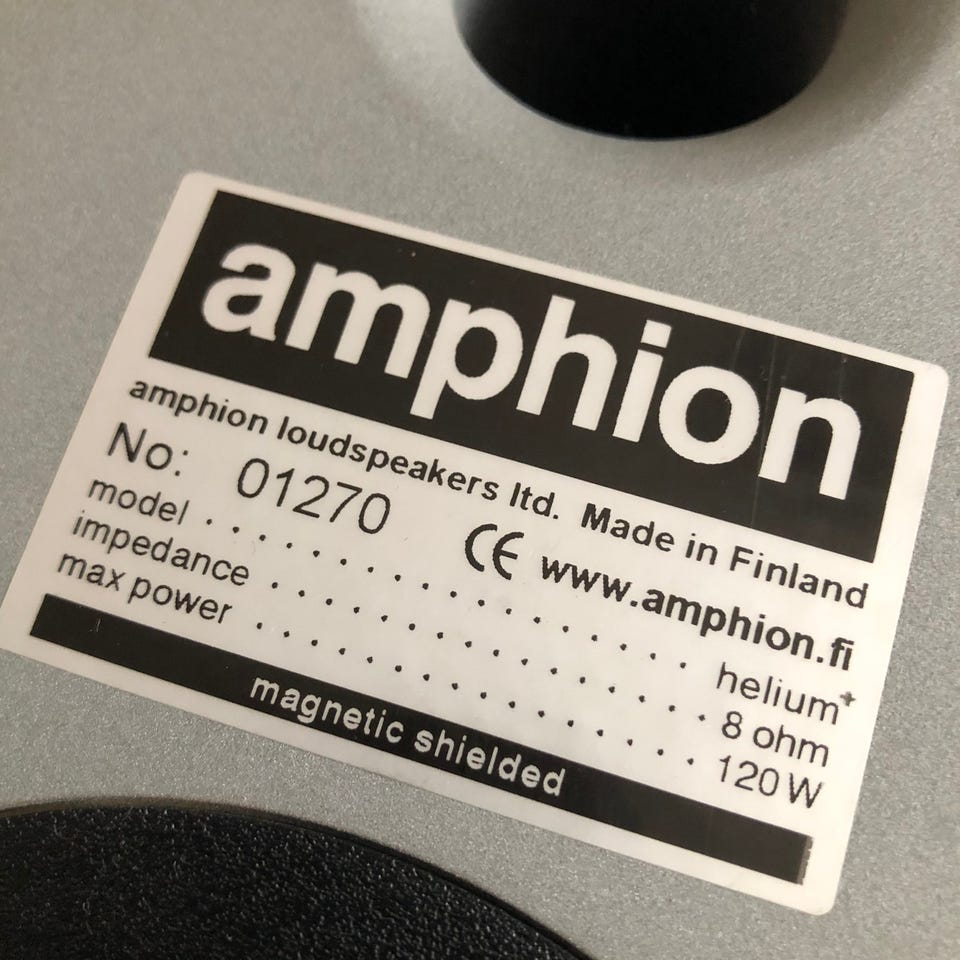 amphion
amphion loudspeakers ltd. Made in Finland
No: 01270 CE www.amphion.fi
model . . . . . . . . . . . . . . . . . helium+
impedance . . . . . . . . . . . . . . . . 8 ohm
max power . . . . . . . . . . . . . . . . 120 W
magnetic shielded